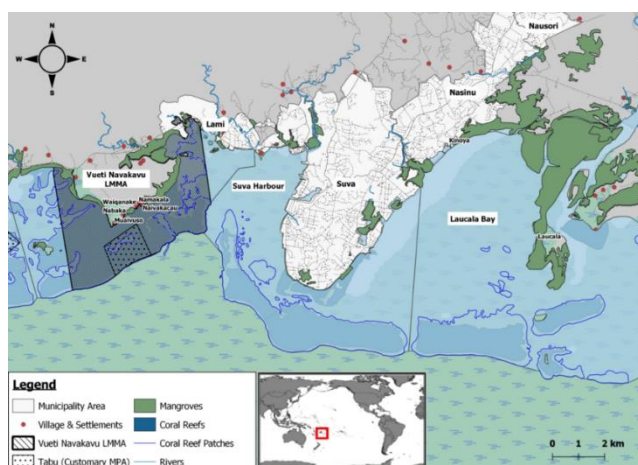 Nausori
N
W
E
S
Nasinu
Lami
Kinoya
Vueti Navakavu
LMMA
Suva Harbour
Suva
Waiqanake
Namakala
Nabaka
Naivakacau
Muaivuso
Laucala Bay
Laucala
Legend
Municipality Area
Mangroves
Village & Settlements
Coral Reefs
Vueti Navakavu LMMA
Coral Reef Patches
Tabu (Customary MPA)
Rivers
0 1 2 km